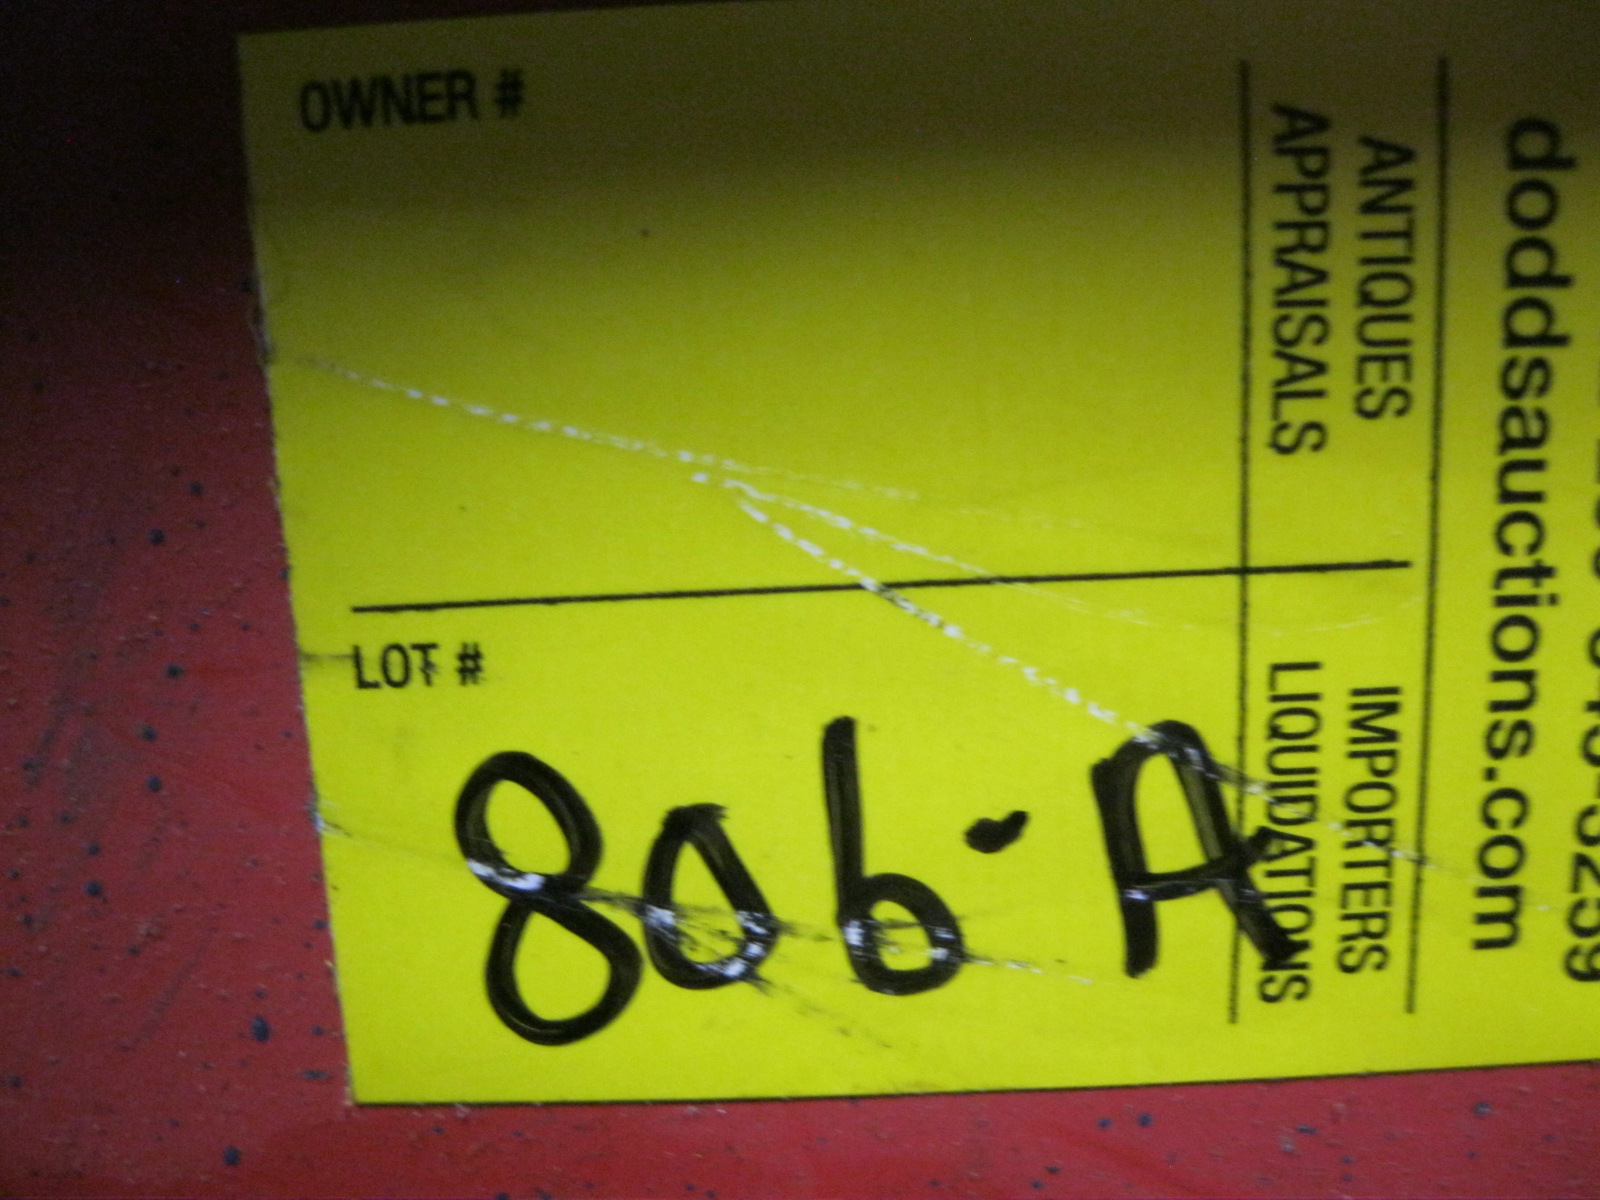 OWNER #
LOT #
806-A
ANTIQUES
APPRAISALS
IMPORTERS
LIQUIDATIONS
doddsauctions.com